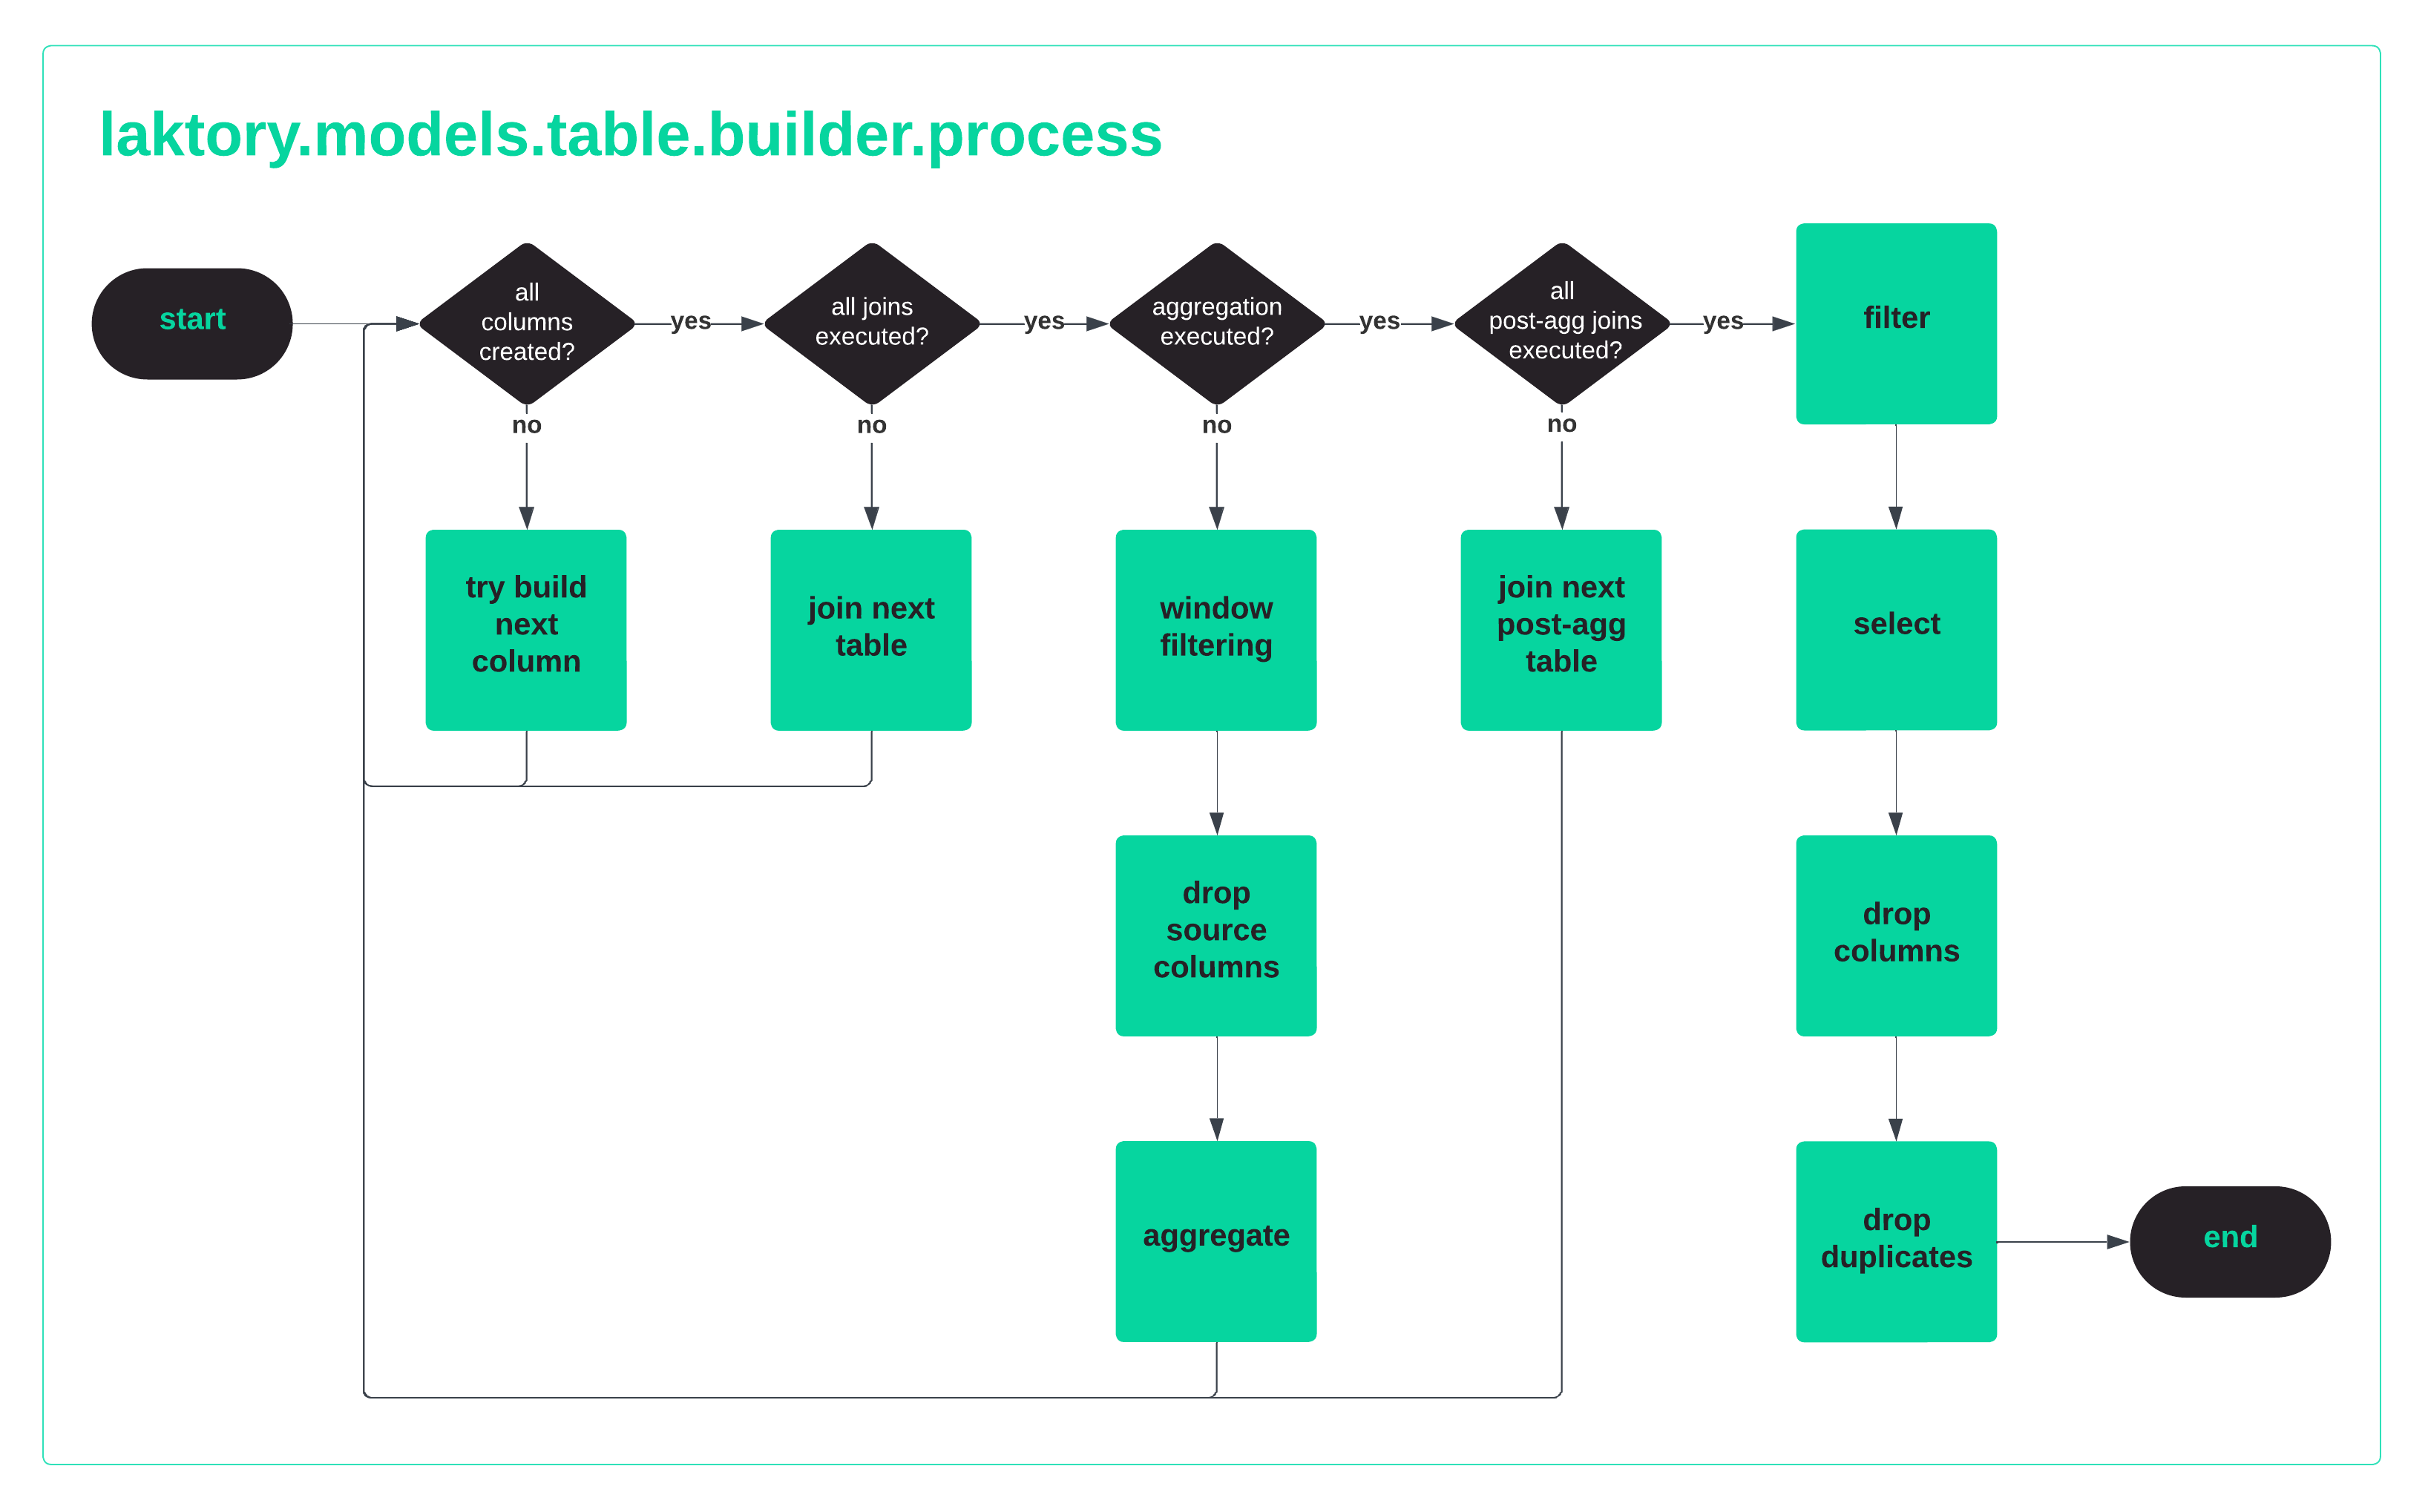 laktory.models.table.builder.process
start
all
columns
created?
yes
all joins
executed?
yes
aggregation
executed?
yes
all
post-agg joins
executed?
yes
filter
no
no
no
no
try build
next
column
join next
table
window
filtering
join next
post-agg
table
select
drop
source
columns
drop
columns
aggregate
drop
duplicates
end